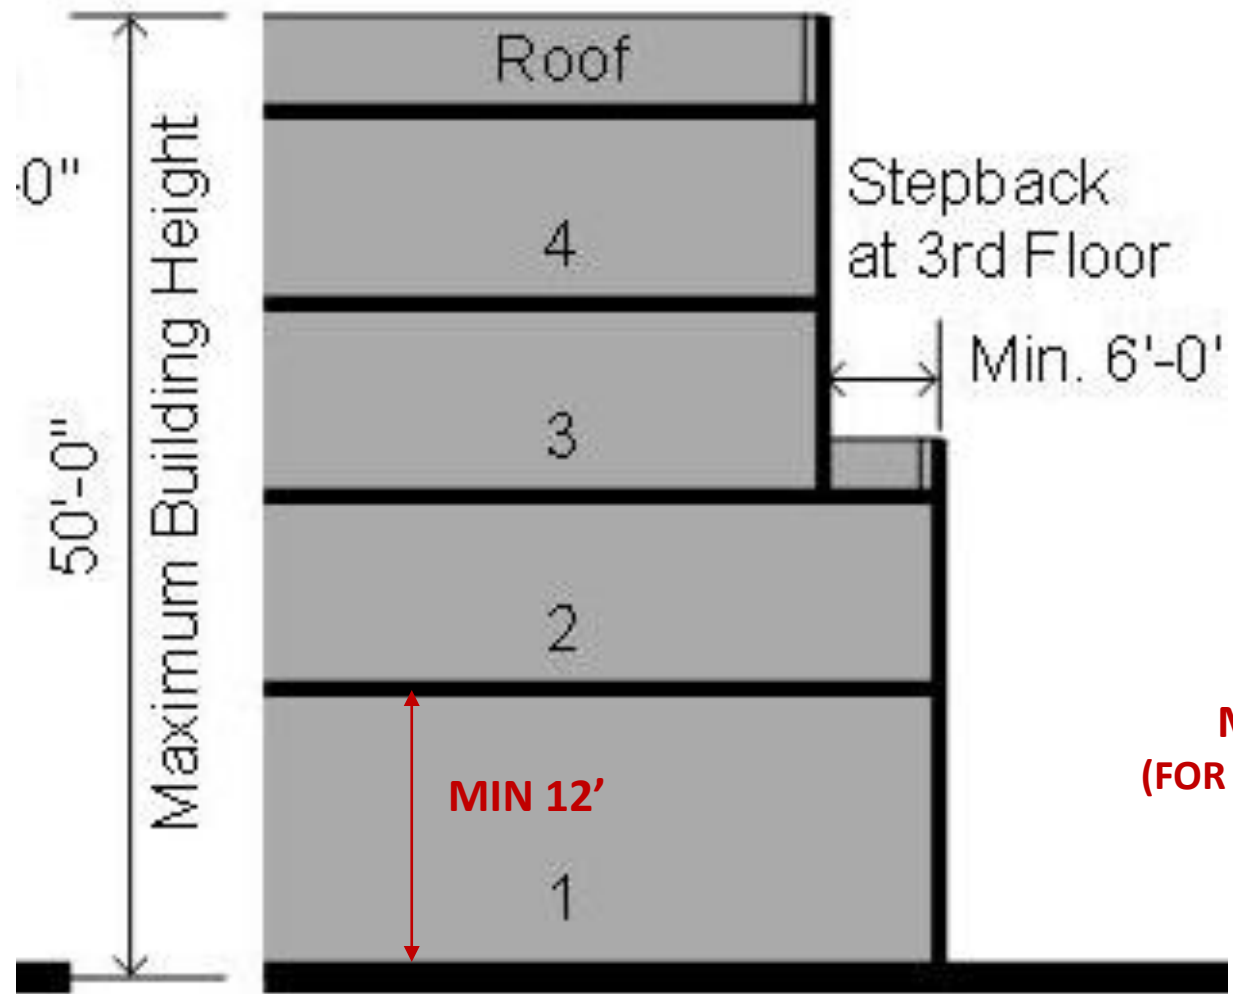 Roof
-0"
Maximum Building Height
50'-0"
4
Stepback
at 3rd Floor
Min. 6'-0'
3
2
MIN 12’
(FOR
1